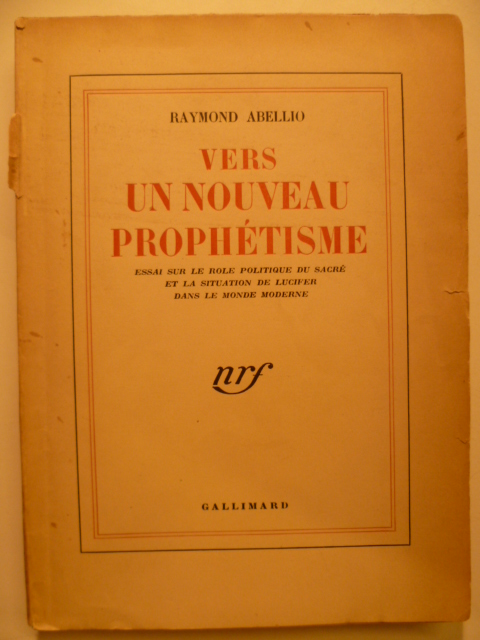 RAYMOND ABELLIO
VERS
UN NOUVEAU
PROPHÉTISME
ESSAI SUR LE ROLE POLITIQUE DU SACRÉ
ET LA SITUATION DE LUCIFER
DANS LE MONDE MODERNE
nrf
GALLIMARD